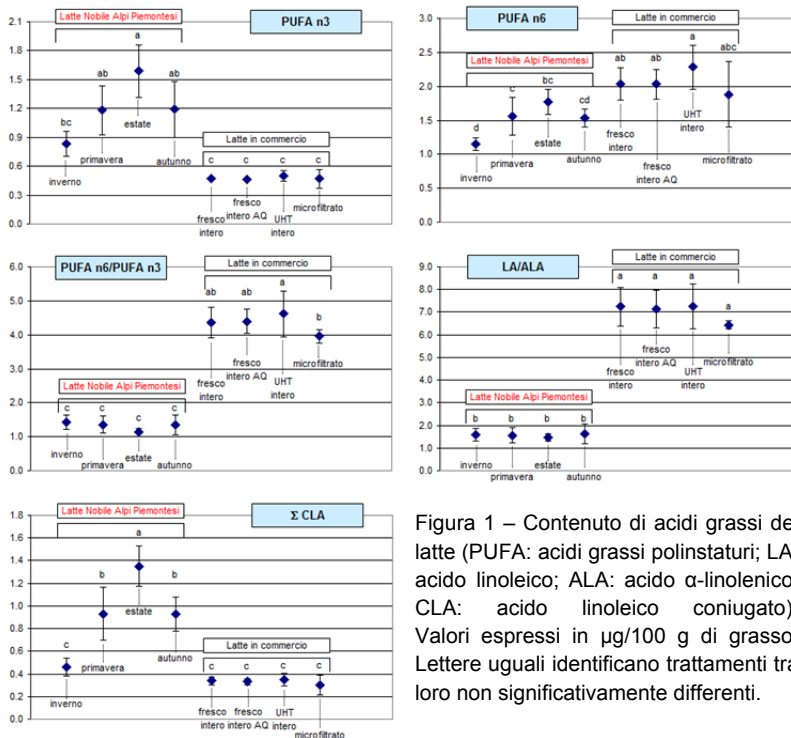 Latte Nobile Alpi Piemontesi
PUFA n3
2.1
1.8
1.5
1.2
0.9
0.6
0.3
0.0
bc
ab
a
ab
inverno
primavera
estate
autunno
Latte in commercio
c c c c
fresco intero
fresco intero AQ
UHT intero
microfiltrato
PUFA n6
Latte in commercio
3.0
2.5
2.0
1.5
1.0
0.5
0.0
Latte Nobile Alpi Piemontesi
d
c
bc
cd
inverno
primavera
estate
autunno
ab
ab
a
abc
fresco intero
fresco intero AQ
UHT intero
microfiltrato
PUFA n6/PUFA n3
Latte in commercio
6.0
5.0
4.0
3.0
2.0
1.0
0.0
ab
ab
a
b
fresco intero
fresco intero AQ
UHT intero
microfiltrato
Latte Nobile Alpi Piemontesi
c c c c
inverno
primavera
estate
autunno
LA/ALA
Latte in commercio
9.0
8.0
7.0
6.0
5.0
4.0
3.0
2.0
1.0
0.0
a a a a
fresco intero
fresco intero AQ
UHT intero
microfiltrato
Latte Nobile Alpi Piemontesi
b b b b
inverno
primavera
estate
autunno
Latte Nobile Alpi Piemontesi
Σ CLA
1.8
1.6
1.4
1.2
1.0
0.8
0.6
0.4
0.2
0.0
c
b
a
b
inverno
primavera
estate
autunno
Latte in commercio
c c c c
fresco intero
fresco intero AQ
UHT intero
microfiltrato
Figura 1 – Contenuto di acidi grassi de
latte (PUFA: acidi grassi polinstaturi; LA
acido linoleico; ALA: acido α-linolenico
CLA: acido linoleico coniugato)
Valori espressi in µg/100 g di grasso
Lettere uguali identificano trattamenti tra
loro non significativamente differenti.